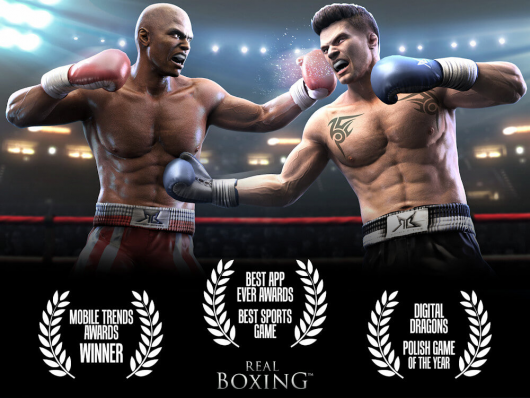 MOBILE TRENDS
AWARDS
WINNER
BEST APP
EVER AWARDS
BEST SPORTS
GAME
DIGITAL
DRAGONS
POLISH GAME
OF THE YEAR
REAL
BOXING™